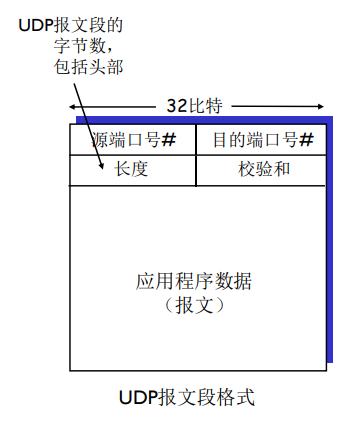 UDP报文段的
字节数，
包括头部
32比特
源端口号#
目的端口号#
长度
校验和
应用程序数据
（报文）
UDP报文段格式